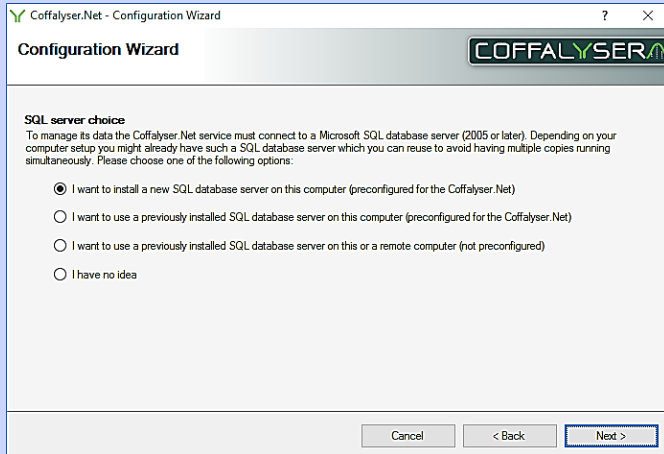 Coffalyser.Net - Configuration Wizard
?
Configuration Wizard
COFFALYSER
SQL server choice
To manage its data the Coffalyser.Net service must connect to a Microsoft SQL database server (2005 or later). Depending on your
computer setup you might already have such a SQL database server which you can reuse to avoid having multiple copies running
simultaneously. Please choose one of the following options:
I want to install a new SQL database server on this computer (preconfigured for the Coffalyser.Net)
I want to use a previously installed SQL database server on this computer (preconfigured for the Coffalyser.Net)
I want to use a previously installed SQL database server on this or a remote computer (not preconfigured)
I have no idea
Cancel
< Back
Next >